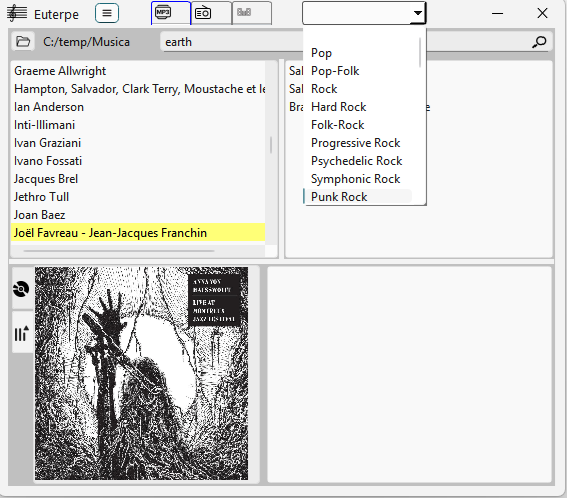 Euterpe
MP3
C:/temp/Musica
earth
Pop
Pop-Folk
Rock
Hard Rock
Folk-Rock
Progressive Rock
Psychedelic Rock
Symphonic Rock
Punk Rock
Graeme Allwright
Hampton, Salvador, Clark Terry, Moustache et le
Ian Anderson
Inti-Illimani
Ivan Graziani
Ivano Fossati
Jacques Brel
Jethro Tull
Joan Baez
Joël Favreau - Jean-Jacques Franchin
Sal
Sal
Bra e
ANNA VON
HAUSSWOLFF
LIVE AT
MONTREUX
JAZZ FESTIVAL